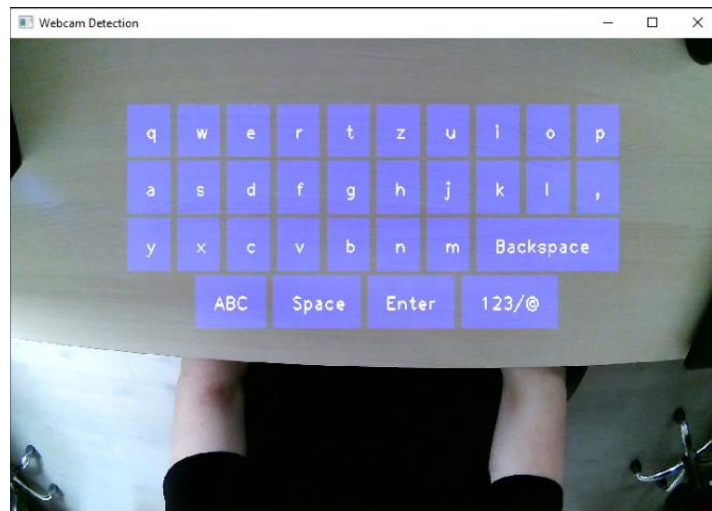 Webcam Detection
q w e r t z u i o p
a s d f g h j k l ,
y x c v b n m Backspace
ABC Space Enter 123/@